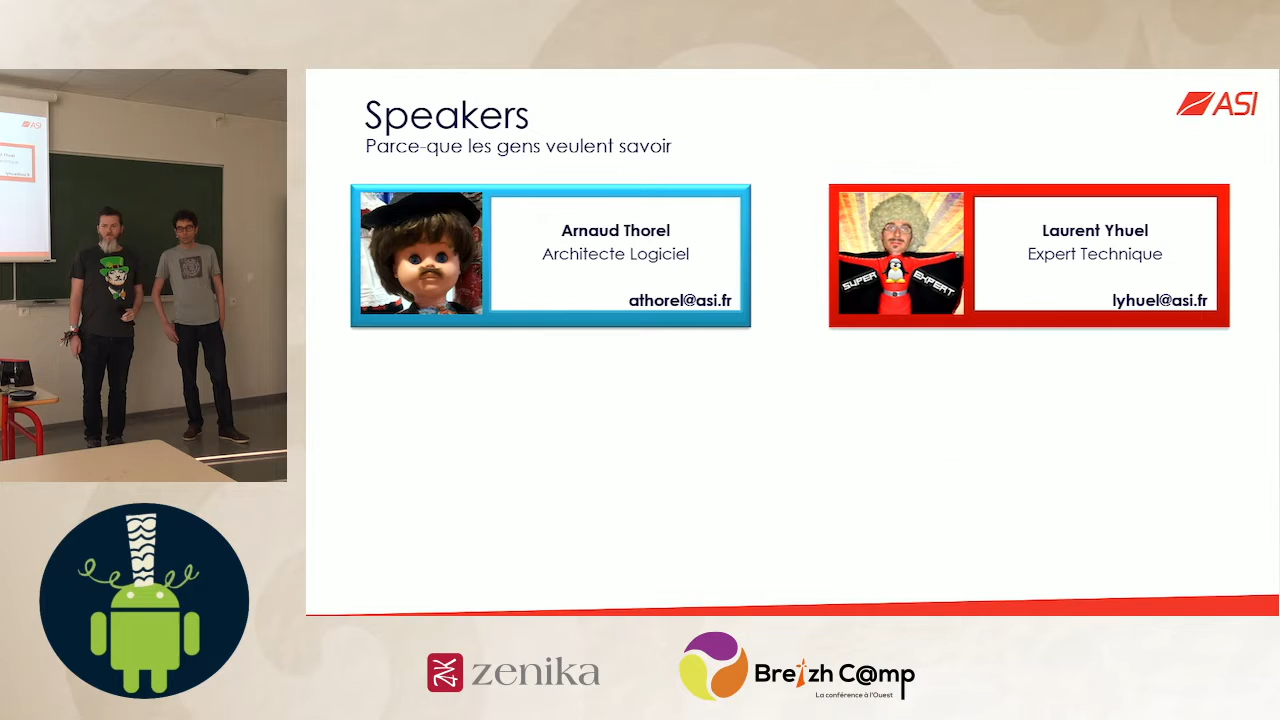 Speakers
Parce-que les gens veulent savoir
ASI
Arnaud Thorel
Architecte Logiciel
athorel@asi.fr
SUPER EXPERT
Laurent Yhuel
Expert Technique
lyhuel@asi.fr
ASI
zenika
Breizh C@mp
La conférence à l'Ouest